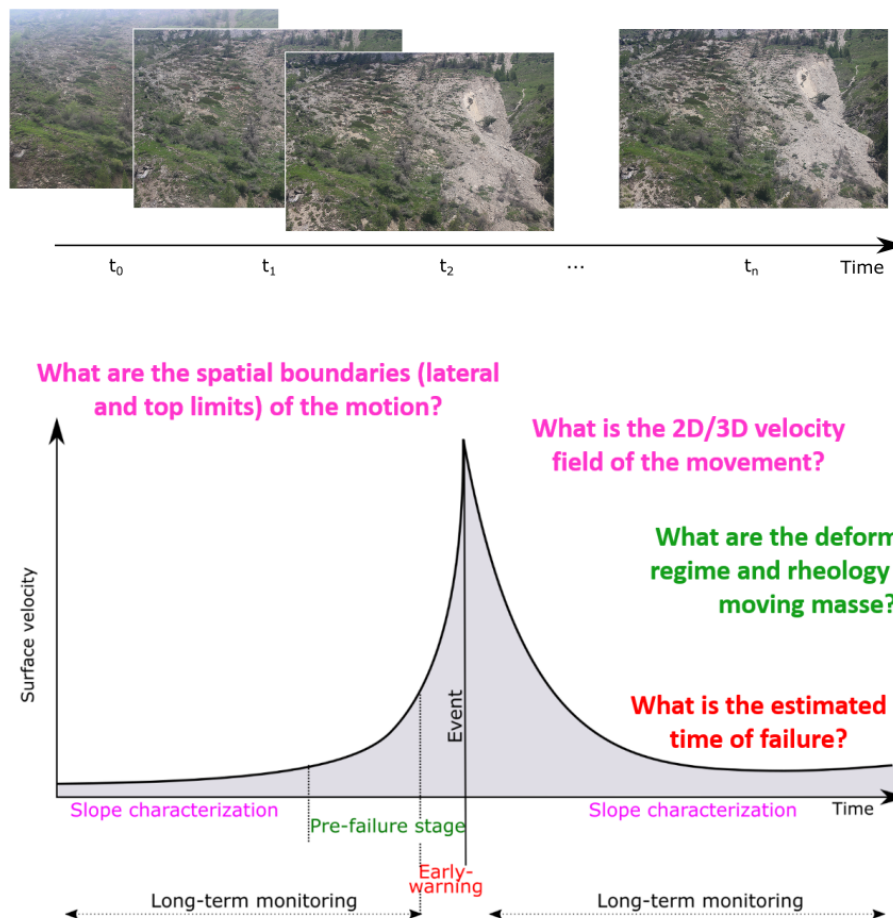 t0
t1
t2
...
tn
Time
What are the spatial boundaries (lateral
and top limits) of the motion?
What is the 2D/3D velocity
field of the movement?
What are the deform
regime and rheology
moving masse?
What is the estimated
time of failure?
Surface velocity
Event
Slope characterization
Slope characterization
Time
Pre-failure stage
Early-
warning
Long-term monitoring
Long-term monitoring